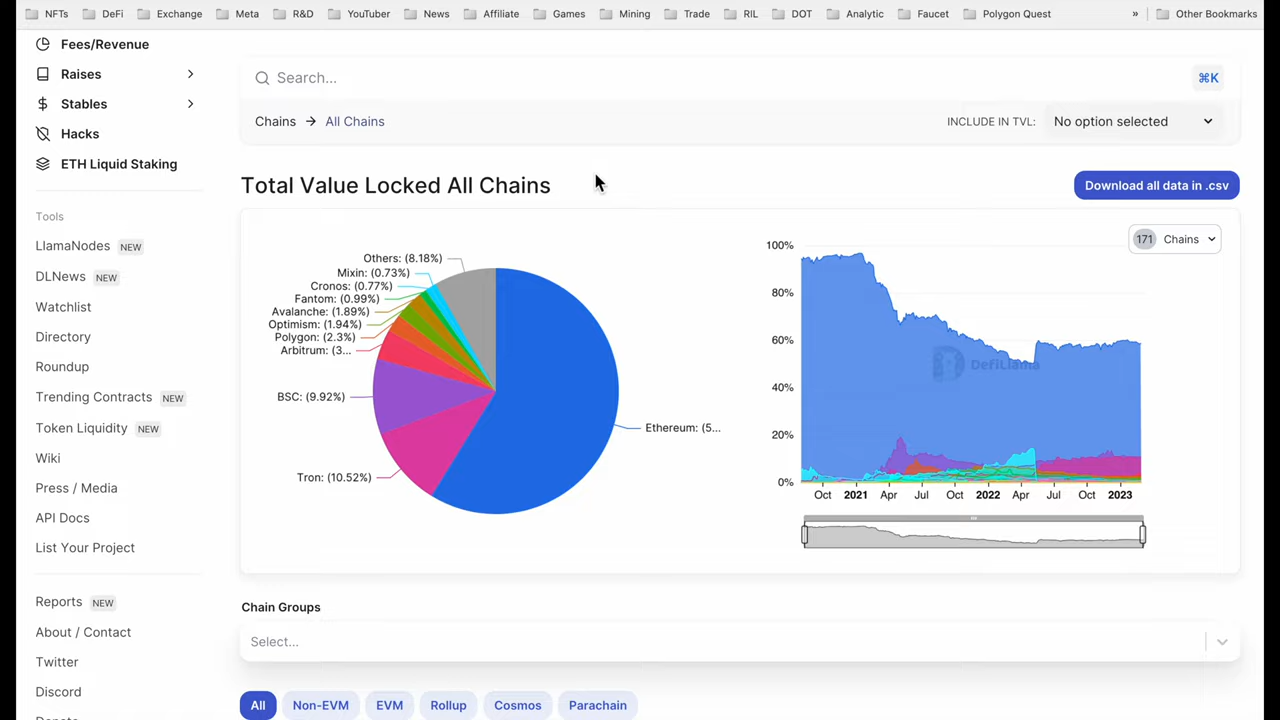 NFTs DeFi Exchange Meta R&D YouTuber News Affiliate Games Mining Trade RIL DOT Analytic Faucet Polygon Quest » Other Bookmarks
Fees/Revenue
Raises
Stables
Hacks
ETH Liquid Staking
Tools
LlamaNodes NEW
DLNews NEW
Watchlist
Directory
Roundup
Trending Contracts NEW
Token Liquidity NEW
Wiki
Press / Media
API Docs
List Your Project
Reports NEW
About / Contact
Twitter
Discord
Search... ⌘K
Chains → All Chains INCLUDE IN TVL: No option selected
Total Value Locked All Chains Download all data in .csv
Others: (8.18%)
Mixin: (0.73%)
Cronos: (0.77%)
Fantom: (0.99%)
Avalanche: (1.89%)
Optimism: (1.94%)
Polygon: (2.3%)
Arbitrum: (3...
BSC: (9.92%)
Ethereum: (5...
Tron: (10.52%)
171 Chains
100%
80%
60%
40%
20%
0%
DefiLlama
Oct 2021 Apr Jul Oct 2022 Apr Jul Oct 2023
Chain Groups
Select...
All Non-EVM EVM Rollup Cosmos Parachain